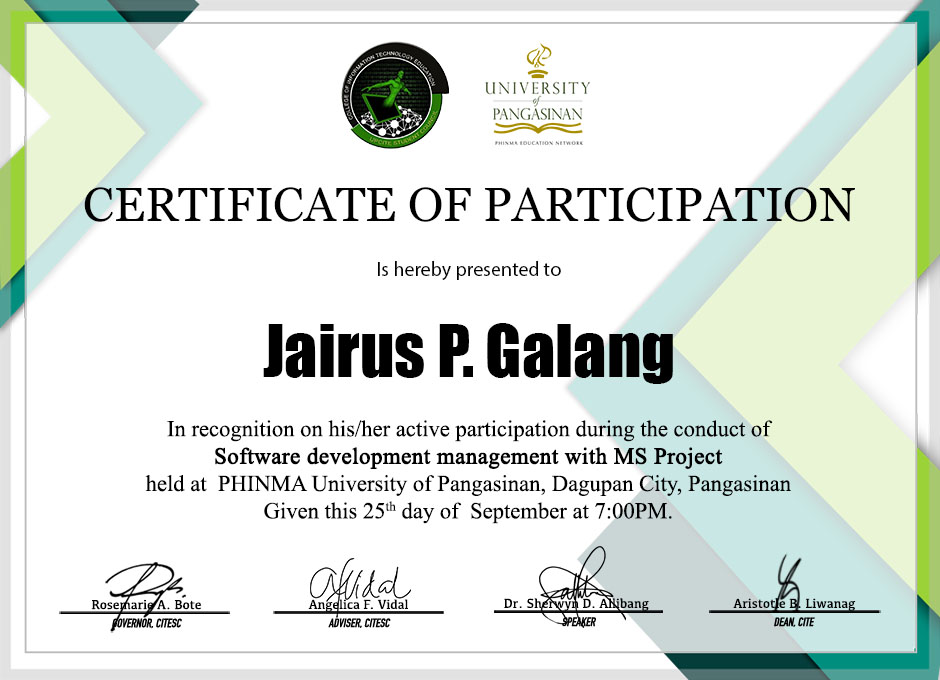 COLLEGE OF INFORMATION TECHNOLOGY EDUCATION
UPCITE STUDENT COUNCIL
UNIVERSITY
of
PANGASINAN
PHINMA EDUCATION NETWORK
CERTIFICATE OF PARTICIPATION
Is hereby presented to
Jairus P. Galang
In recognition on his/her active participation during the conduct of
Software development management with MS Project
held at PHINMA University of Pangasinan, Dagupan City, Pangasinan
Given this 25th day of September at 7:00PM.
Rosemarie A. Bote
GOVERNOR, CITESC
Angelica F. Vidal
ADVISER, CITESC
Dr. Sherwyn D. Allibang
SPEAKER
Aristotle B. Liwanag
DEAN, CITE